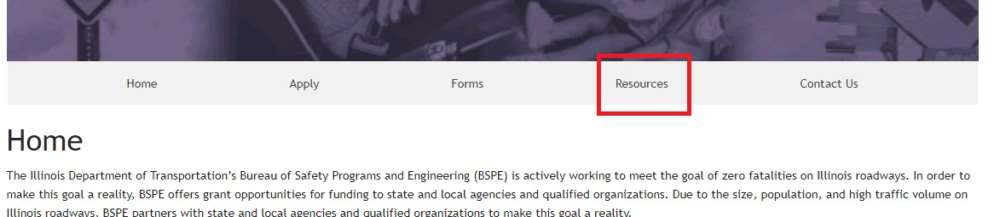 Home Apply Forms Resources Contact Us
Home
The Illinois Department of Transportation's Bureau of Safety Programs and Engineering (BSPE) is actively working to meet the goal of zero fatalities on Illinois roadways. In order to
make this goal a reality, BSPE offers grant opportunities for funding to state and local agencies and qualified organizations. Due to the size, population, and high traffic volume on
Illinois roadways, BSPE partners with state and local agencies and qualified organizations to make this goal a reality.